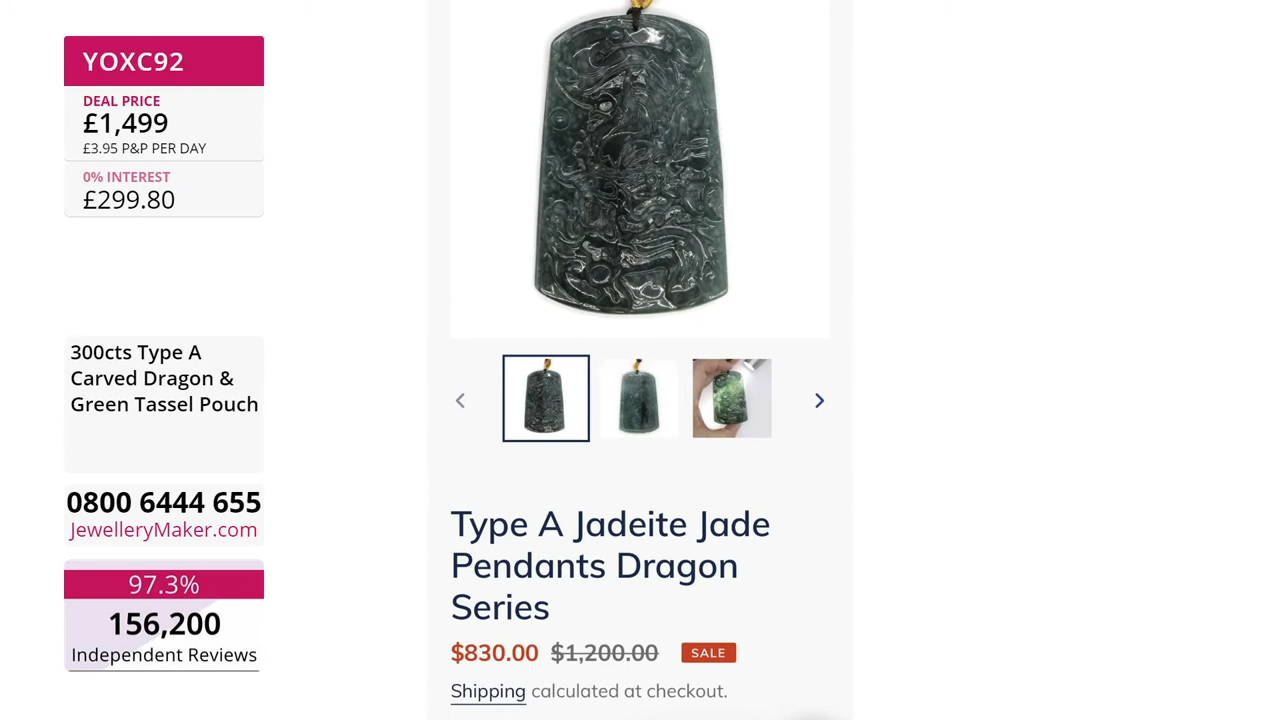 YOXC92
DEAL PRICE
£1,499
£3.95 P&P PER DAY
0% INTEREST
£299.80
300cts Type A
Carved Dragon &
Green Tassel Pouch
0800 6444 655
JewelleryMaker.com
97.3%
156,200
Independent Reviews
Type A Jadeite Jade
Pendants Dragon
Series
$830.00 $1,200.00 SALE
Shipping calculated at checkout.